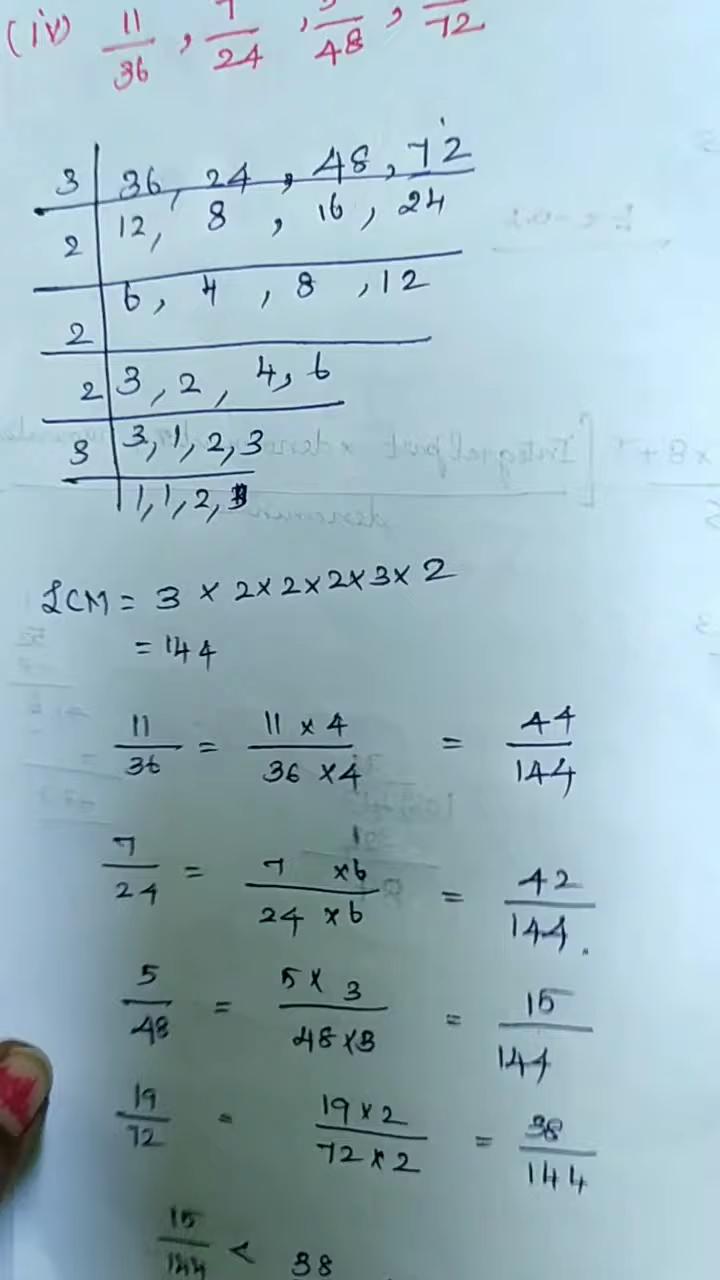 (iv) 11/36 , 7/24 , /48 , /72
3 | 36, 24, 48, 72
2 | 12, 8, 16, 24
2 | 6, 4, 8, 12
2 | 3, 2, 4, 6
3 | 3, 1, 2, 3
1, 1, 2,
LCM = 3 × 2 × 2 × 2 × 3 × 2
= 144
11/36 = 11 × 4 / 36 × 4 = 44/144
7/24 = 7 × 6 / 24 × 6 = 42/144.
5/48 = 5 × 3 / 48 × 3 = 15/144
19/72 = 19 × 2 / 72 × 2 = 38/144
15/144 < 38